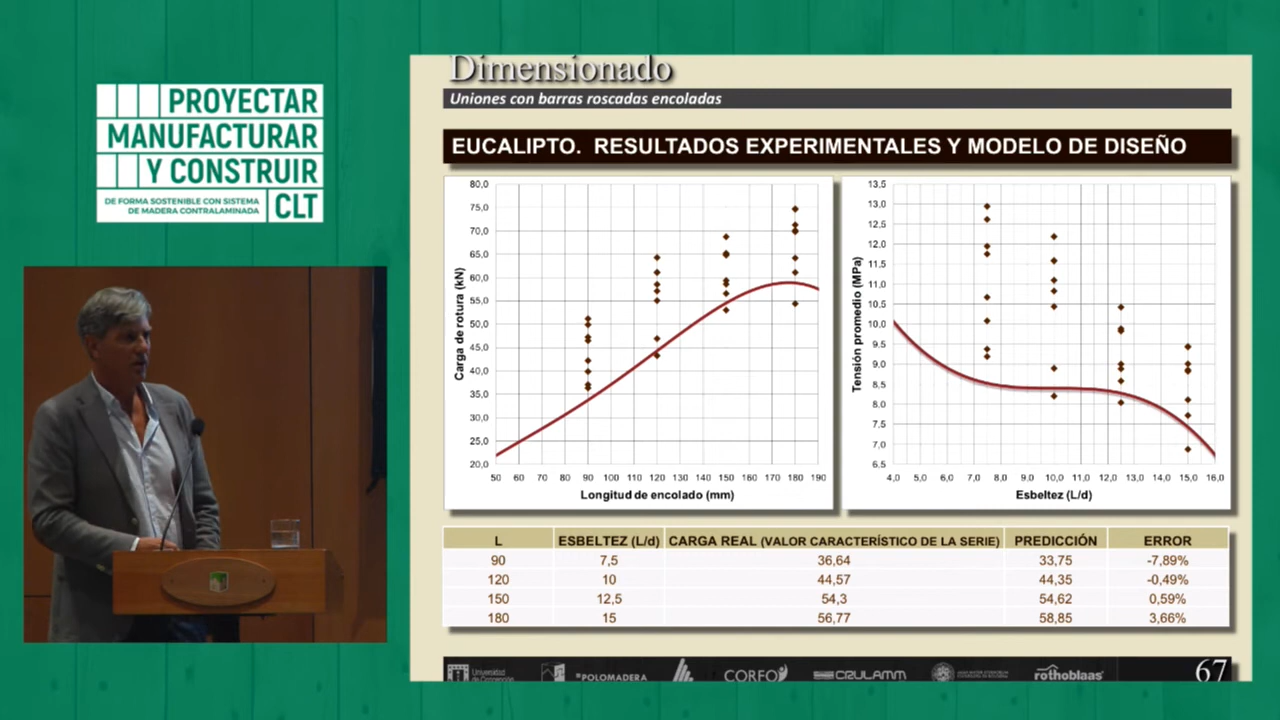 PROYECTAR
MANUFACTURAR
Y CONSTRUIR
DE FORMA SOSTENIBLE CON SISTEMA
DE MADERA CONTRALAMINADA
CLT
Dimensionado
Uniones con barras roscadas encoladas
EUCALIPTO. RESULTADOS EXPERIMENTALES Y MODELO DE DISEÑO
Carga de rotura (kN)
80,0
75,0
70,0
65,0
60,0
55,0
50,0
45,0
40,0
35,0
30,0
25,0
20,0
50 60 70 80 90 100 110 120 130 140 150 160 170 180 190
Longitud de encolado (mm)
Tensión promedio (MPa)
13,5
13,0
12,5
12,0
11,5
11,0
10,5
10,0
9,5
9,0
8,5
8,0
7,5
7,0
6,5
4,0 5,0 6,0 7,0 8,0 9,0 10,0 11,0 12,0 13,0 14,0 15,0 16,0
Esbeltez (L/d)
L ESBELTEZ (L/d) CARGA REAL (VALOR CARACTERÍSTICO DE LA SERIE) PREDICCIÓN ERROR
90 7,5 36,64 33,75 -7,89%
120 10 44,57 44,35 -0,49%
150 12,5 54,3 54,62 0,59%
180 15 56,77 58,85 3,66%
Universidad
de Concepción
POLOMADERA
CORFO
CRULAMM
rothoblaas
67